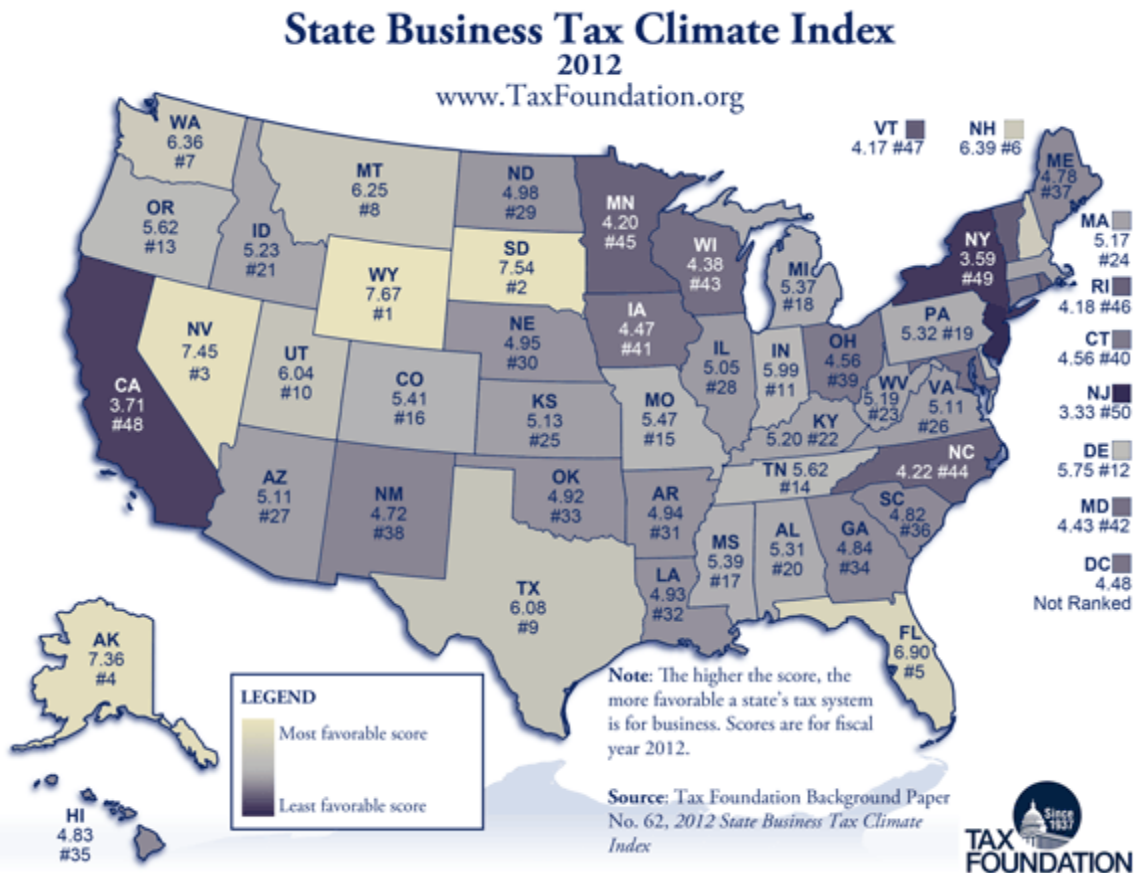 State Business Tax Climate Index
2012
www.TaxFoundation.org
WA
6.36
#7
OR
5.62
#13
CA
3.71
#48
ID
5.23
#21
NV
7.45
#3
MT
6.25
#8
WY
7.67
#1
UT
6.04
#10
CO
5.41
#16
AZ
5.11
#27
NM
4.72
#38
ND
4.98
#29
SD
7.54
#2
NE
4.95
#30
KS
5.13
#25
OK
4.92
#33
TX
6.08
#9
MN
4.20
#45
IA
4.47
#41
MO
5.47
#15
AR
4.94
#31
LA
4.93
#32
WI
4.38
#43
IL
5.05
#28
MI
5.37
#18
IN
5.99
#11
OH
4.56
#39
KY
5.20 #22
TN 5.62
#14
MS
5.39
#17
AL
5.31
#20
GA
4.84
#34
FL
6.90
#5
SC
4.82
#36
NC
4.22 #44
VA
5.11
#26
WV
5.19
#23
PA
5.32 #19
NY
3.59
#49
VT
4.17 #47
NH
6.39 #6
ME
4.78
#37
MA
5.17
#24
RI
4.18 #46
CT
4.56 #40
NJ
3.33 #50
DE
5.75 #12
MD
4.43 #42
DC
4.48
Not Ranked
AK
7.36
#4
HI
4.83
#35
LEGEND
Most favorable score
Least favorable score
Note: The higher the score, the
more favorable a state's tax system
is for business. Scores are for fiscal
year 2012.
Source: Tax Foundation Background Paper
No. 62, 2012 State Business Tax Climate
Index
Since
1937
TAX
FOUNDATION